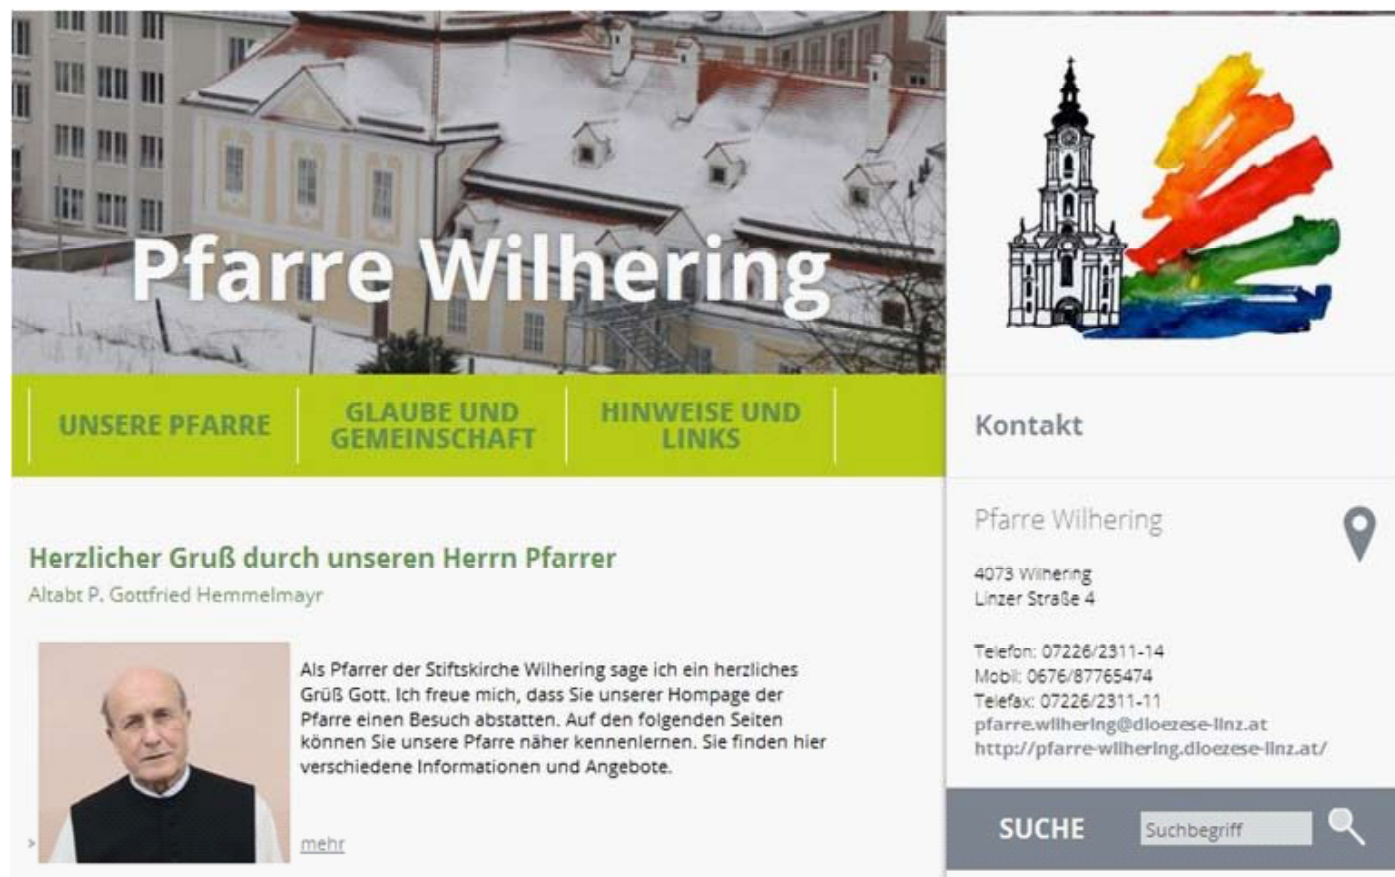 Pfarre Wilhering
UNSERE PFARRE
GLAUBE UND
GEMEINSCHAFT
HINWEISE UND
LINKS
Herzlicher Gruß durch unseren Herrn Pfarrer
Altabt P. Gottfried Hemmelmayr
Als Pfarrer der Stiftskirche Wilhering sage ich ein herzliches
Grüß Gott. Ich freue mich, dass Sie unserer Hompage der
Pfarre einen Besuch abstatten. Auf den folgenden Seiten
können Sie unsere Pfarre näher kennenlernen. Sie finden hier
verschiedene Informationen und Angebote.
mehr
Kontakt
Pfarre Wilhering
4073 Wilhering
Linzer Straße 4
Telefon: 07226/2311-14
Mobil: 0676/87765474
Telefax: 07226/2311-11
pfarre.wilhering@dioezese-linz.at
http://pfarre-wilhering.dioezese-linz.at/
SUCHE
Suchbegriff